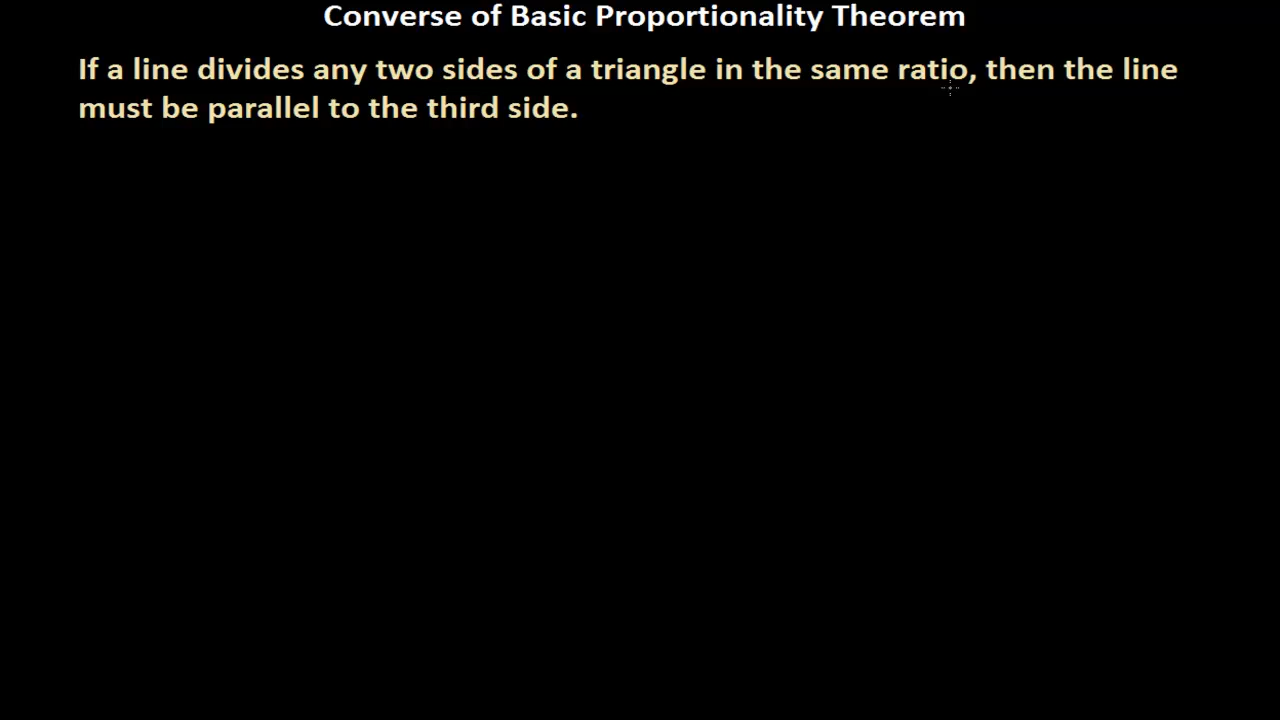 Converse of Basic Proportionality Theorem
If a line divides any two sides of a triangle in the same ratio, then the line
must be parallel to the third side.